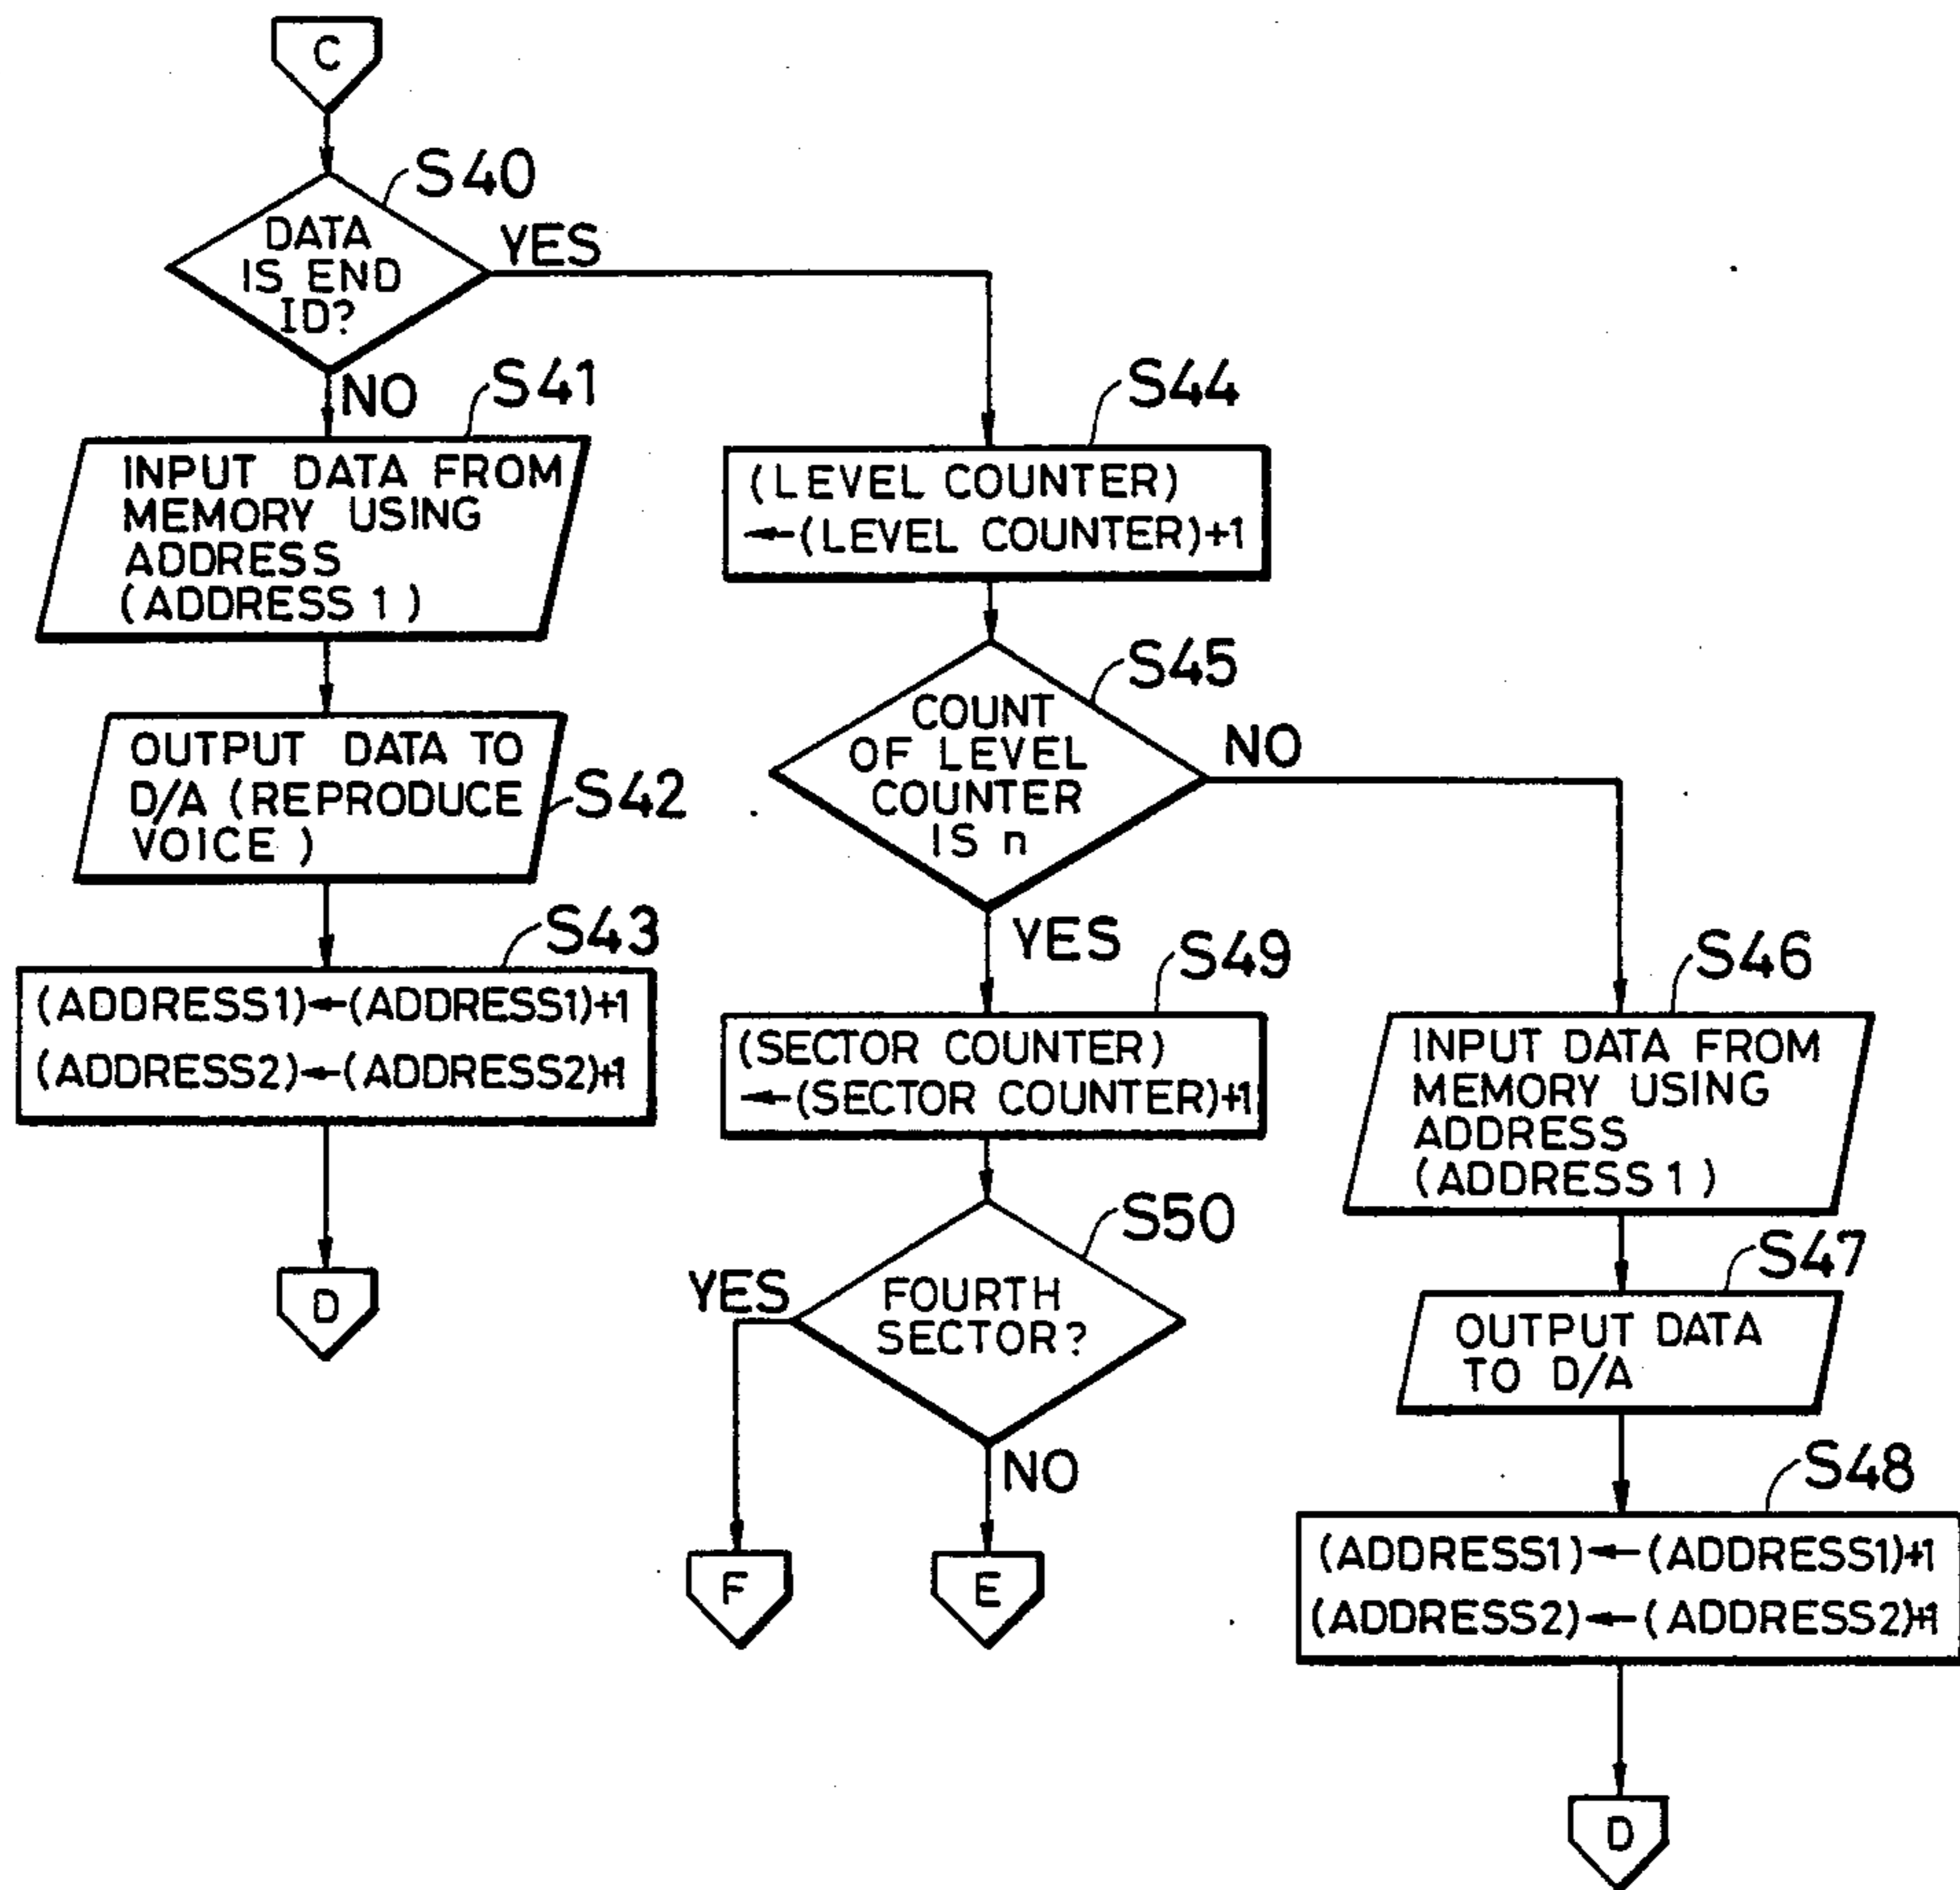 C
S40
DATA
IS END
ID?
YES
NO
S41
INPUT DATA FROM
MEMORY USING
ADDRESS
(ADDRESS 1)
OUTPUT DATA TO
D/A (REPRODUCE
VOICE)
S42
S43
(ADDRESS1)←(ADDRESS1)+1
(ADDRESS2)←(ADDRESS2)+1
D
S44
(LEVEL COUNTER)
←(LEVEL COUNTER)+1
S45
COUNT
OF LEVEL
COUNTER
IS n
NO
YES
S49
(SECTOR COUNTER)
←(SECTOR COUNTER)+1
S50
FOURTH
SECTOR?
YES
NO
F
E
S46
INPUT DATA FROM
MEMORY USING
ADDRESS
(ADDRESS 1)
S47
OUTPUT DATA
TO D/A
S48
(ADDRESS1)←(ADDRESS1)+1
(ADDRESS2)←(ADDRESS2)+1
D